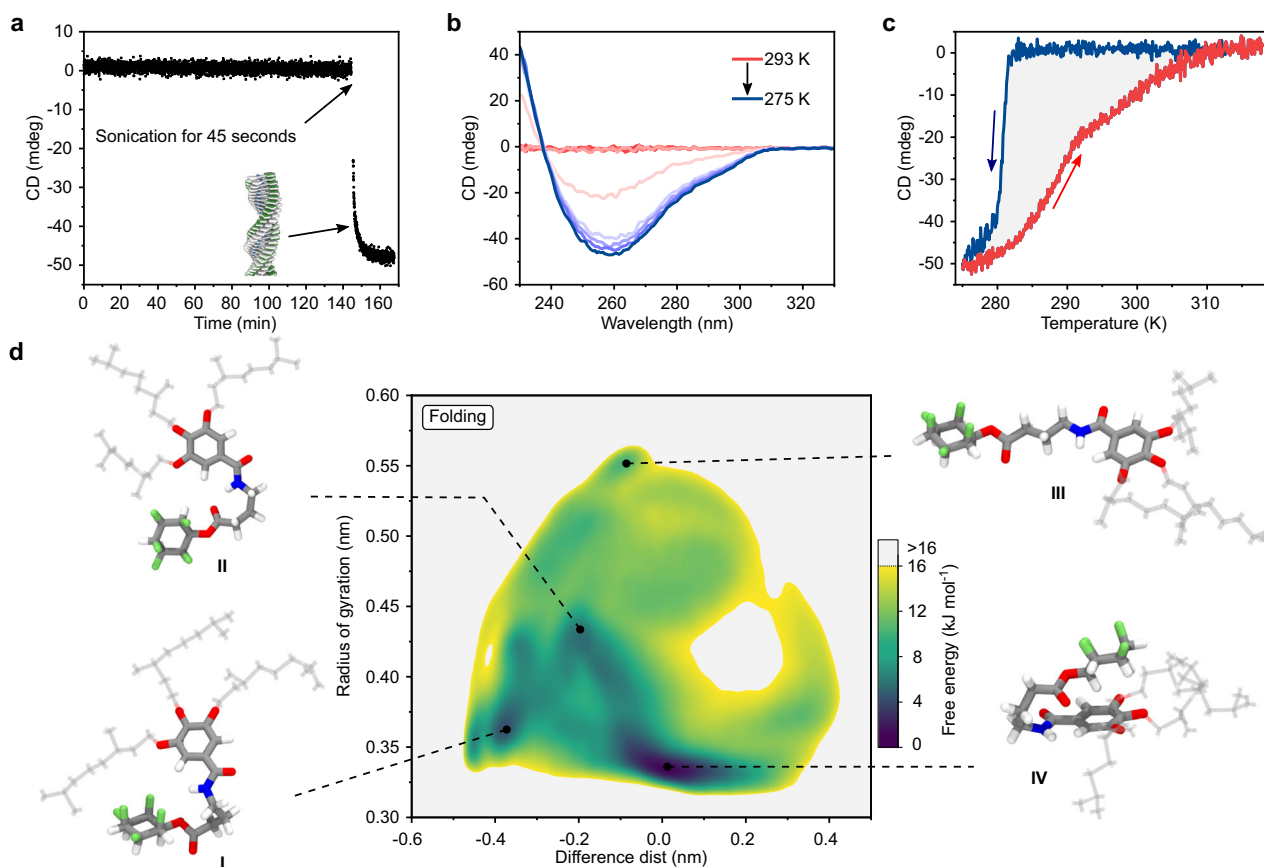 a
CD (mdeg)
10
0
-10
-20
-30
-40
-50
Sonication for 45 seconds
0 20 40 60 80 100 120 140 160
Time (min)
b
CD (mdeg)
40
20
0
-20
-40
-60
293 K
275 K
240 260 280 300 320
Wavelength (nm)
c
CD (mdeg)
0
-10
-20
-30
-40
-50
280 290 300 310
Temperature (K)
d
II
I
Folding
Radius of gyration (nm)
0.60
0.55
0.50
0.45
0.40
0.35
0.30
-0.6 -0.4 -0.2 0.0 0.2 0.4
Difference dist (nm)
>16
16
12
8
4
0
Free energy (kJ mol⁻¹)
III
IV